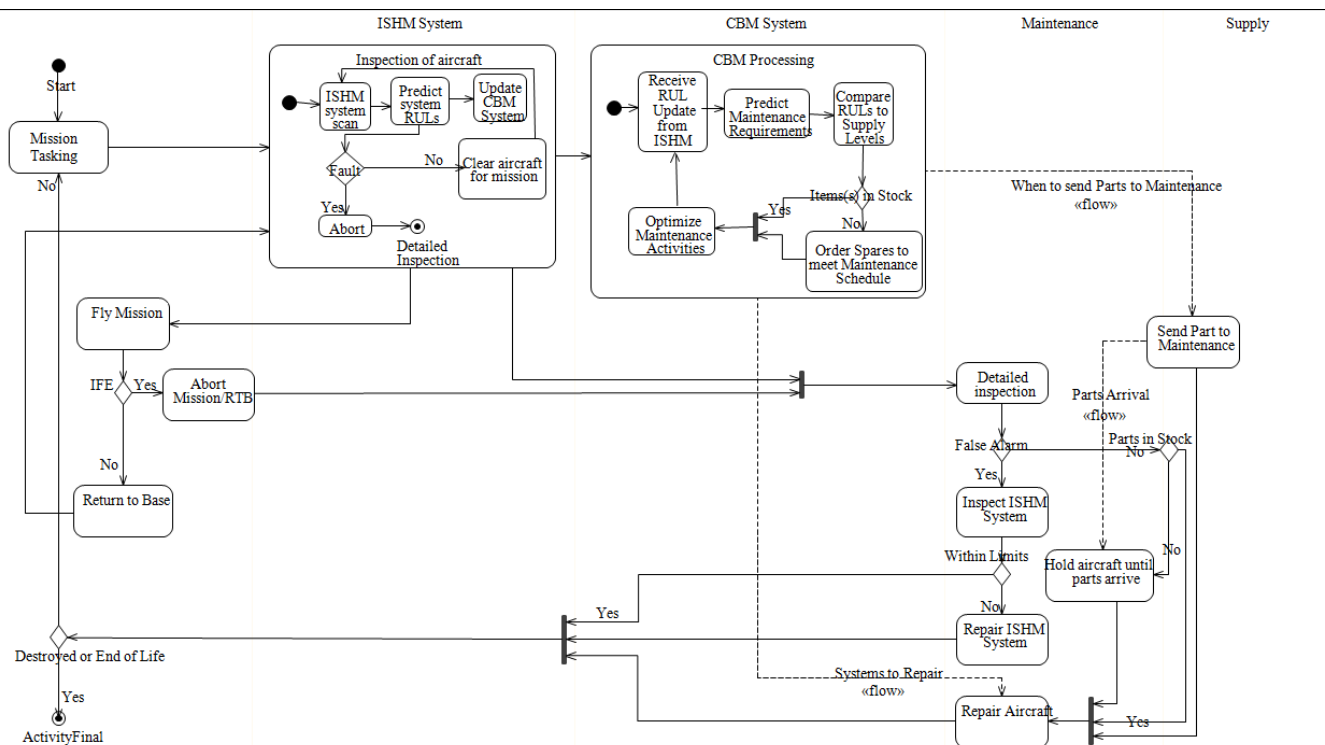 ISHM System
CBM System
Maintenance
Supply
Start
Mission
Tasking
No
Inspection of aircraft
ISHM
system
scan
Predict
system
RULs
Update
CBM
System
Fault
No
Clear aircraft
for mission
Yes
Abort
Detailed
Inspection
CBM Processing
Receive
RUL
Update
from
ISHM
Predict
Maintenance
Requirements
Compare
RULs to
Supply
Levels
Items(s) in Stock
Yes
No
Optimize
Maintenance
Activities
Order Spares to
meet Maintenance
Schedule
When to send Parts to Maintenance
«flow»
Send Part to
Maintenance
Fly Mission
IFE
Yes
Abort
Mission/RTB
No
Return to Base
Detailed
inspection
Parts Arrival
«flow»
False Alarm
No
Parts in Stock
Yes
Inspect ISHM
System
No
Within Limits
Hold aircraft until
parts arrive
Yes
No
Repair ISHM
System
Destroyed or End of Life
Systems to Repair
«flow»
Yes
Repair Aircraft
Yes
ActivityFinal